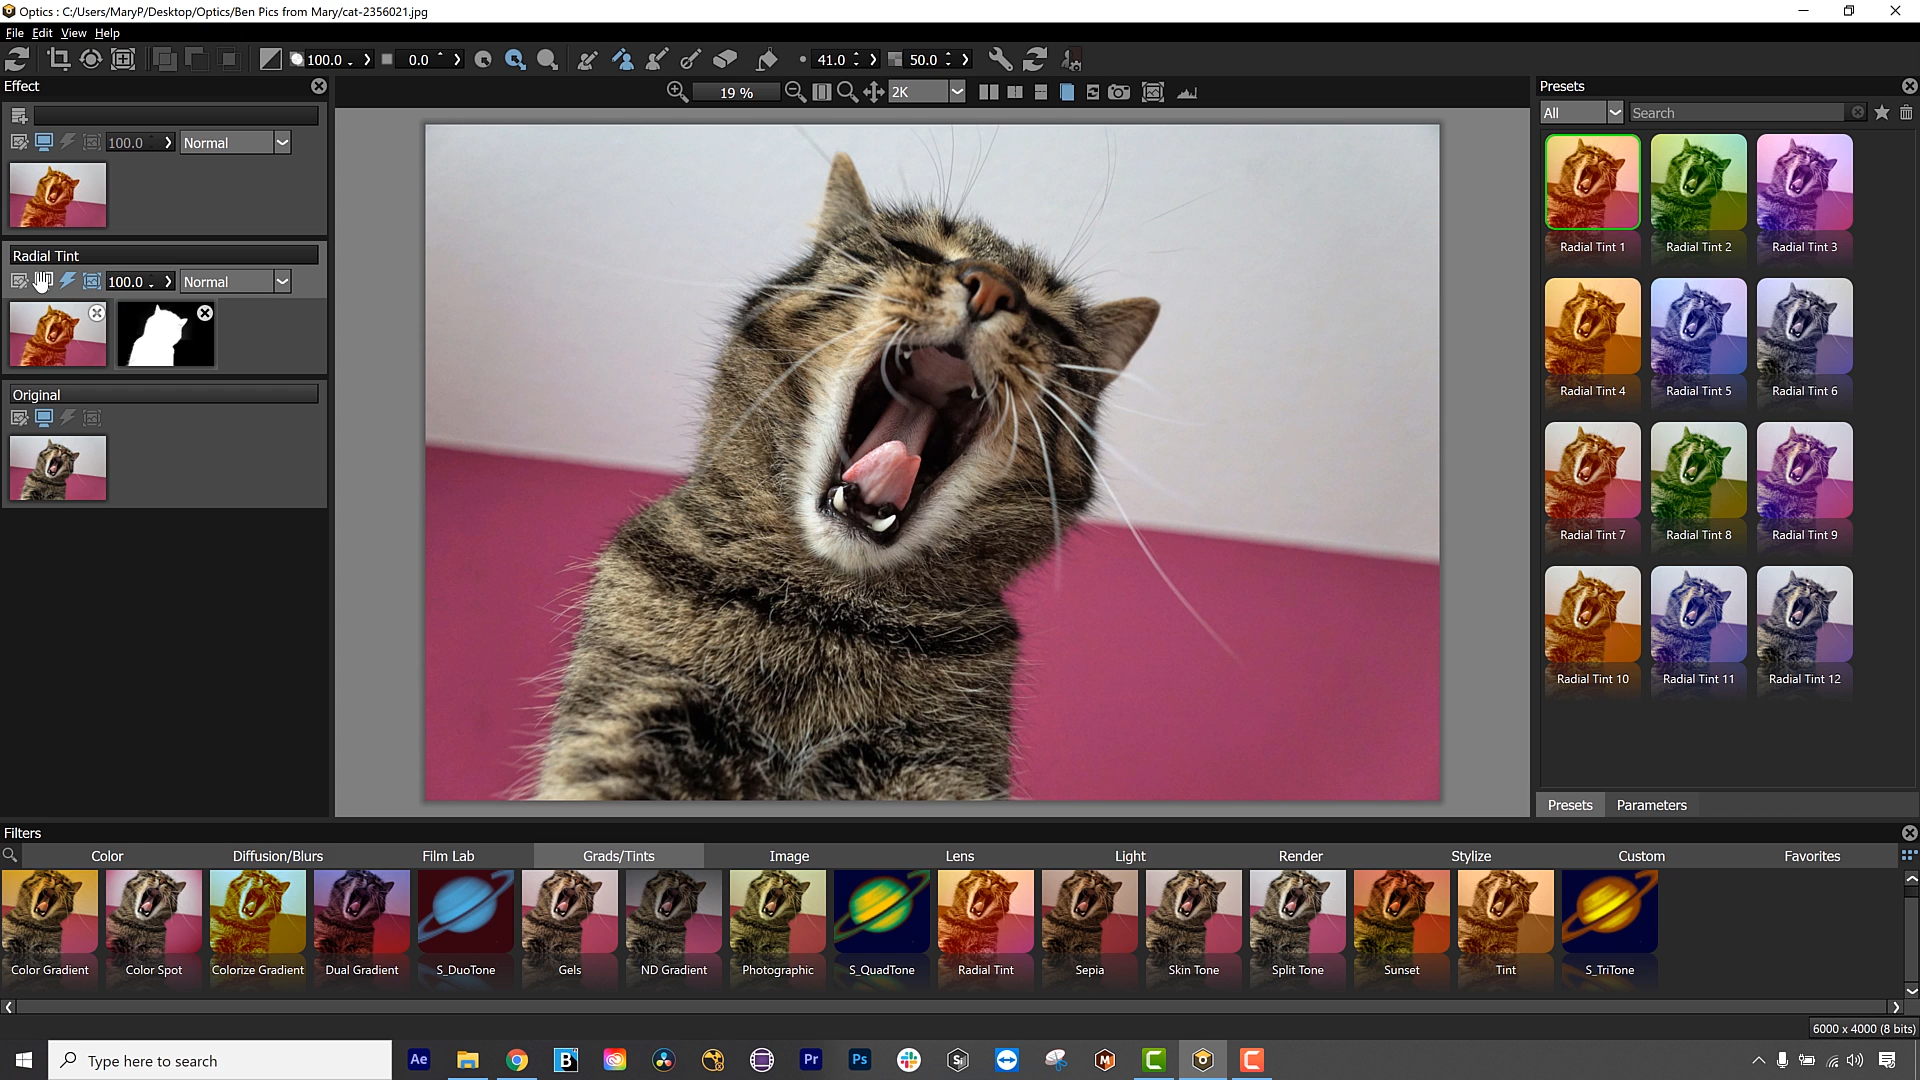 Optics : C:/Users/MaryP/Desktop/Optics/Ben Pics from Mary/cat-2356021.jpg
File Edit View Help
100.0 0.0 41.0 50.0
Effect
19 % 2K
Presets
All Search
100.0 Normal
Radial Tint
100.0 Normal
Original
Radial Tint 1 Radial Tint 2 Radial Tint 3
Radial Tint 4 Radial Tint 5 Radial Tint 6
Radial Tint 7 Radial Tint 8 Radial Tint 9
Radial Tint 10 Radial Tint 11 Radial Tint 12
Presets Parameters
Filters
Color Diffusion/Blurs Film Lab Grads/Tints Image Lens Light Render Stylize Custom Favorites
Color Gradient Color Spot Colorize Gradient Dual Gradient S_DuoTone Gels ND Gradient Photographic S_QuadTone Radial Tint Sepia Skin Tone Split Tone Sunset Tint S_TriTone
6000 x 4000 (8 bits)
Type here to search Ae B Pr Ps Si M C C